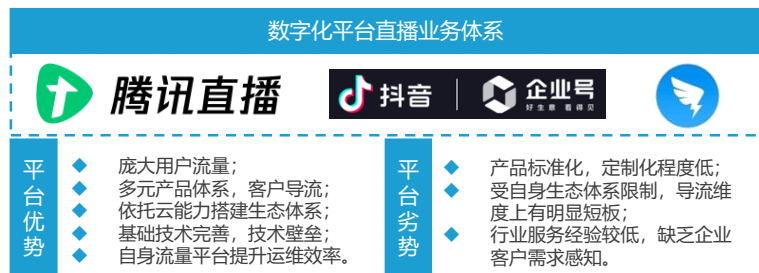 数字化平台直播业务体系
腾讯直播
抖音
企业号
好生意 看得见
平台优势
庞大用户流量；
多元产品体系，客户导流；
依托云能力搭建生态体系；
基础技术完善，技术壁垒；
自身流量平台提升运维效率。
平台劣势
产品标准化，定制化程度低；
受自身生态体系限制，导流维
度上有明显短板；
行业服务经验较低，缺乏企业
客户需求感知。